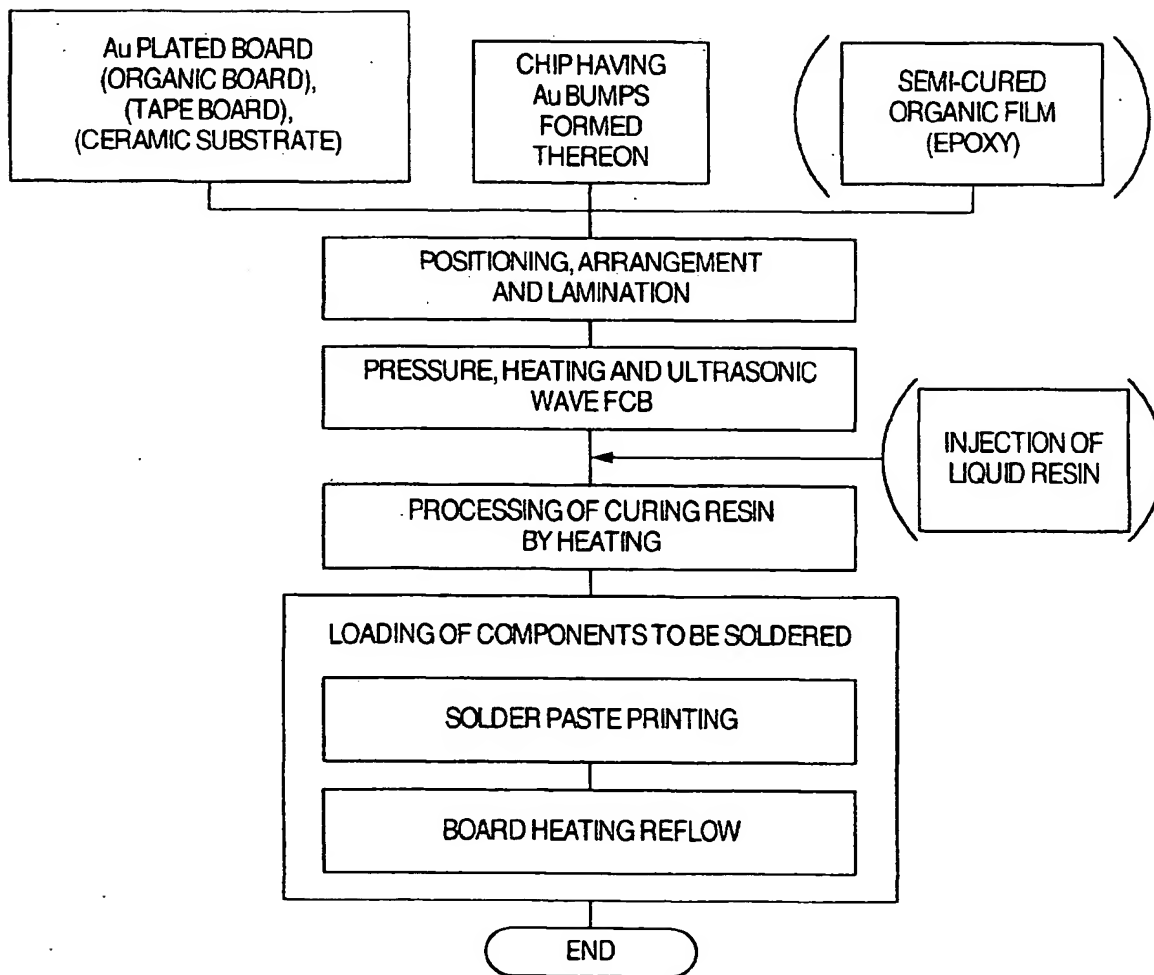 Au PLATED BOARD
(ORGANIC BOARD),
(TAPE BOARD),
(CERAMIC SUBSTRATE)
CHIP HAVING
Au BUMPS
FORMED
THEREON
SEMI-CURED
ORGANIC FILM
(EPOXY)
POSITIONING, ARRANGEMENT
AND LAMINATION
PRESSURE, HEATING AND ULTRASONIC
WAVE FCB
INJECTION OF
LIQUID RESIN
PROCESSING OF CURING RESIN
BY HEATING
LOADING OF COMPONENTS TO BE SOLDERED
SOLDER PASTE PRINTING
BOARD HEATING REFLOW
END